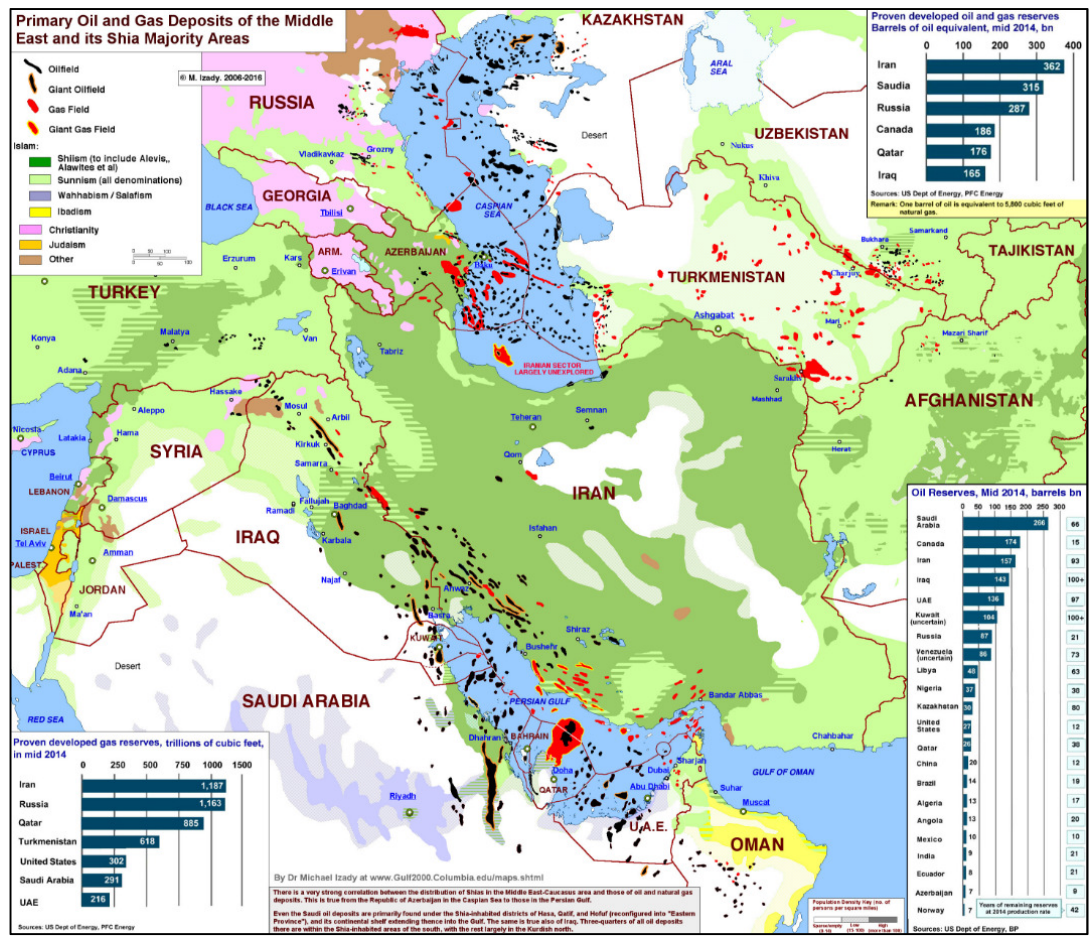 Primary Oil and Gas Deposits of the Middle
East and its Shia Majority Areas
Oilfield
Giant Oilfield
Gas Field
Giant Gas Field
© M. Izady, 2006-2016
Islam:
Shiism (to include Alevis,,
Alawites et al)
Sunnism (all denominations)
Wahhabism / Salafism
Ibadism
Christianity
Judaism
Other
Proven developed oil and gas reserves
Barrels of oil equivalent, mid 2014, bn
0 100 200 300 400
Iran 362
Saudia 315
Russia 287
Canada 186
Qatar 176
Iraq 165
Sources: US Dept of Energy, PFC Energy
Remark: One barrel of oil is equivalent to 5,800 cubic feet of
natural gas.
KAZAKHSTAN
ARAL
SEA
RUSSIA
Desert
UZBEKISTAN
Nukus
Vladikavkaz
Grozny
Khiva
GEORGIA
BLACK SEA
Tbilisi
CASPIAN
SEA
Samarkand
Bukhara
TAJIKISTAN
ARM.
AZERBAIJAN
Erzurum
Kars
Erivan
Baku
TURKMENISTAN
Charjoy
TURKEY
Ashgabat
Mari
Mazari Sharif
Konya
Malatya
Van
Tabriz
IRANIAN SECTOR
LARGELY UNEXPLORED
Sarakhs
Adana
Mashhad
Hassake
AFGHANISTAN
Aleppo
Mosul
Arbil
Teheran
Semnan
Nicosia
Latakia
Hama
Kirkuk
Herat
CYPRUS
SYRIA
Samarra
Qom
Beirut
LEBANON
Damascus
IRAN
Fallujah
Ramadi
Baghdad
ISRAEL
Tel Aviv
IRAQ
Karbala
Isfahan
Amman
PALEST
JORDAN
Najaf
Ahwaz
Ma'an
Basra
KUWAIT
Shiraz
Bushehr
Desert
SAUDI ARABIA
PERSIAN GULF
Bandar Abbas
RED SEA
Dhahran
BAHRAIN
Chahbahar
Doha
QATAR
Dubai
Sharjah
GULF OF OMAN
Riyadh
Abu Dhabi
Suhar
Muscat
U.A.E.
OMAN
Oil Reserves, Mid 2014, barrels bn
0 50 100 150 200 250 300
Saudi
Arabia 266 66
Canada 174 15
Iran 157 93
Iraq 143 100+
UAE 136 97
Kuwait
(uncertain) 104 100+
Russia 87 21
Venezuela
(uncertain) 86 73
Libya 48 63
Nigeria 37 38
Kazakhstan 30 80
United
States 27 12
Qatar 26 38
China 20 12
Brazil 14 19
Algeria 13 17
Angola 13 20
Mexico 10 10
India 9 21
Ecuador 8 21
Azerbaijan 7 9
Norway 7 42
Years of remaining reserves
at 2014 production rate
Sources: US Dept of Energy, BP
Proven developed gas reserves, trillions of cubic feet,
in mid 2014
0 250 500 750 1000 1500
Iran 1,187
Russia 1,163
Qatar 885
Turkmenistan 618
United States 302
Saudi Arabia 291
UAE 216
Sources: US Dept of Energy, PFC Energy
By Dr Michael Izady at www.Gulf2000.Columbia.edu/maps.shtml
There is a very strong correlation between the distribution of Shias in the Middle East-Caucasus area and those of oil and natural gas
deposits. This is true from the Republic of Azerbaijan in the Caspian Sea to those in the Persian Gulf.
Even the Saudi oil deposits are primarily found under the Shia-inhabited districts of Hasa, Qatif, and Hofuf (reconfigured into "Eastern
Province"), and its continental shelf extending thence into the Gulf. The same is true also of Iraq. Three-quarters of all oil deposits
there are within the Shia-inhabited areas of the south, with the rest largely in the Kurdish north.
Population Density Key (no. of
persons per square miles)